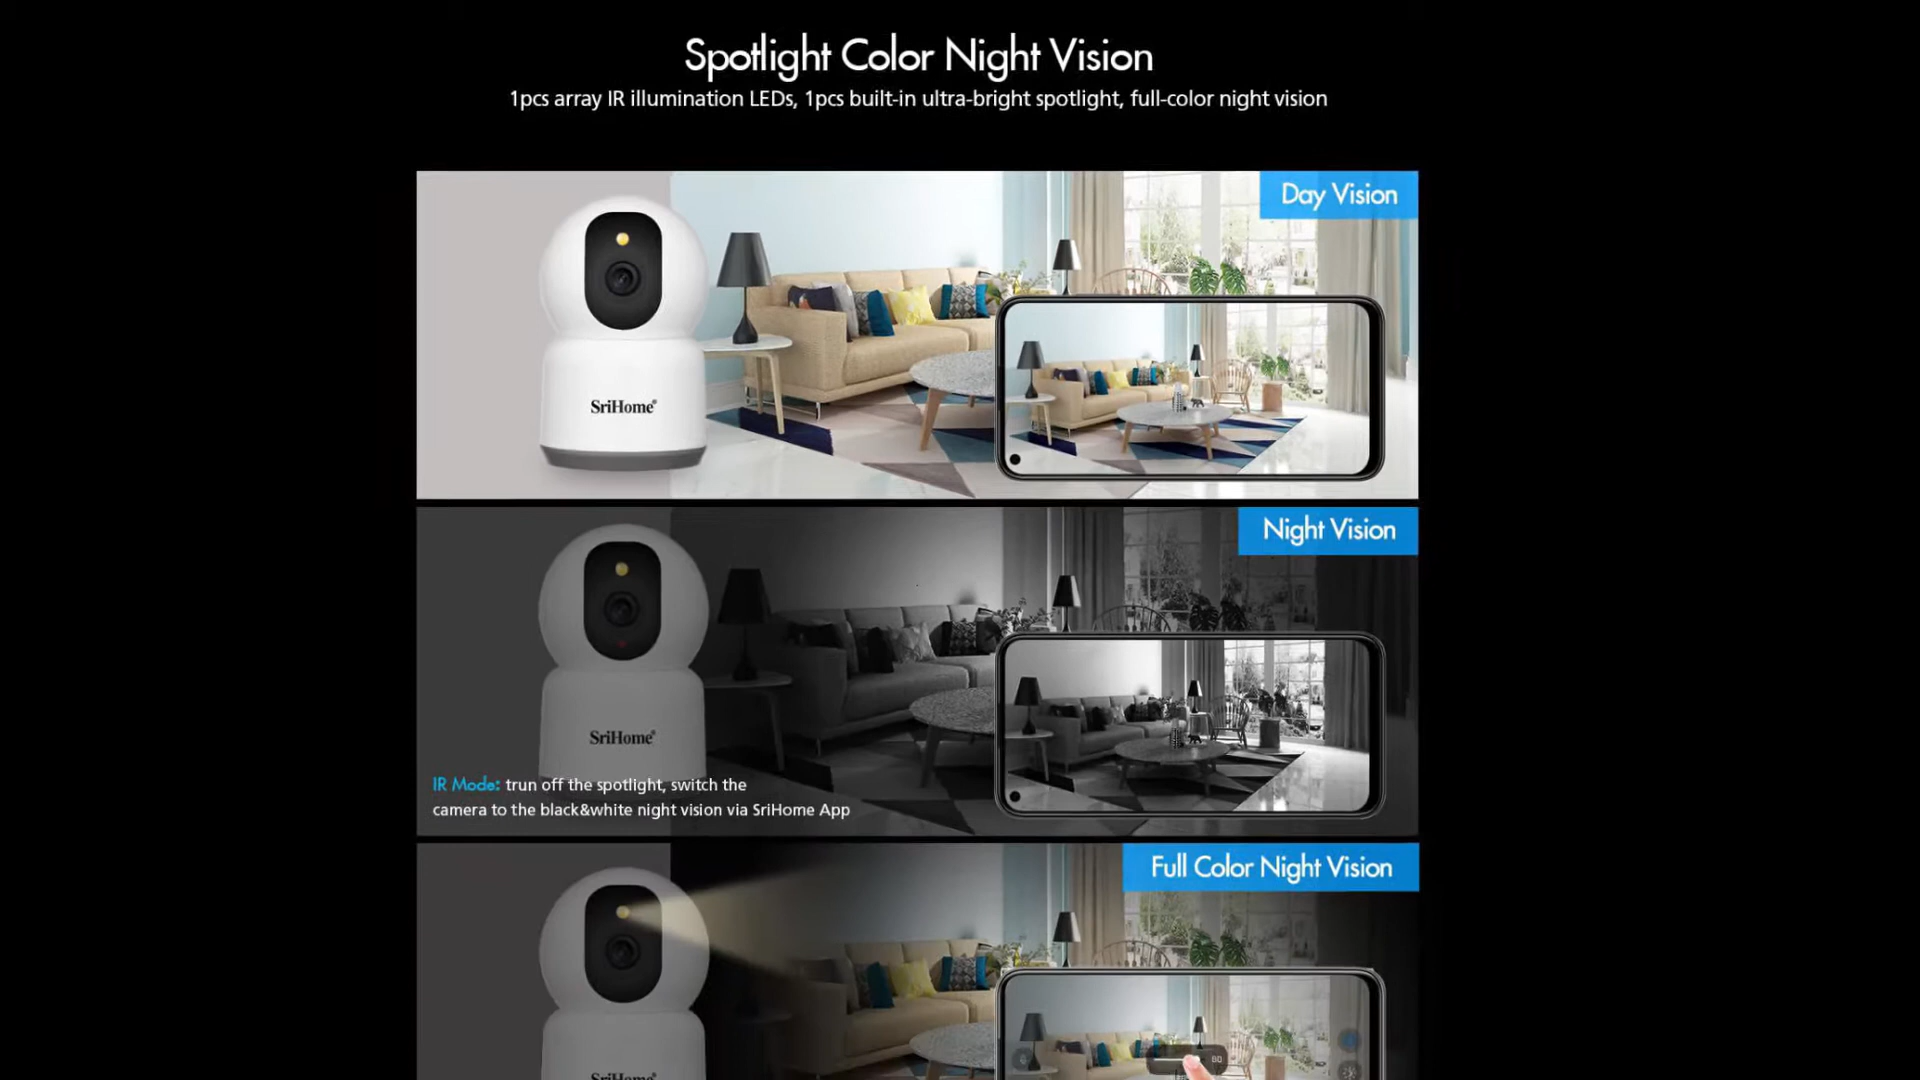 Spotlight Color Night Vision
1pcs array IR illumination LEDs, 1pcs built-in ultra-bright spotlight, full-color night vision
Day Vision
SriHome®
Night Vision
SriHome®
IR Mode: trun off the spotlight, switch the
camera to the black&white night vision via SriHome App
Full Color Night Vision
SriHome®